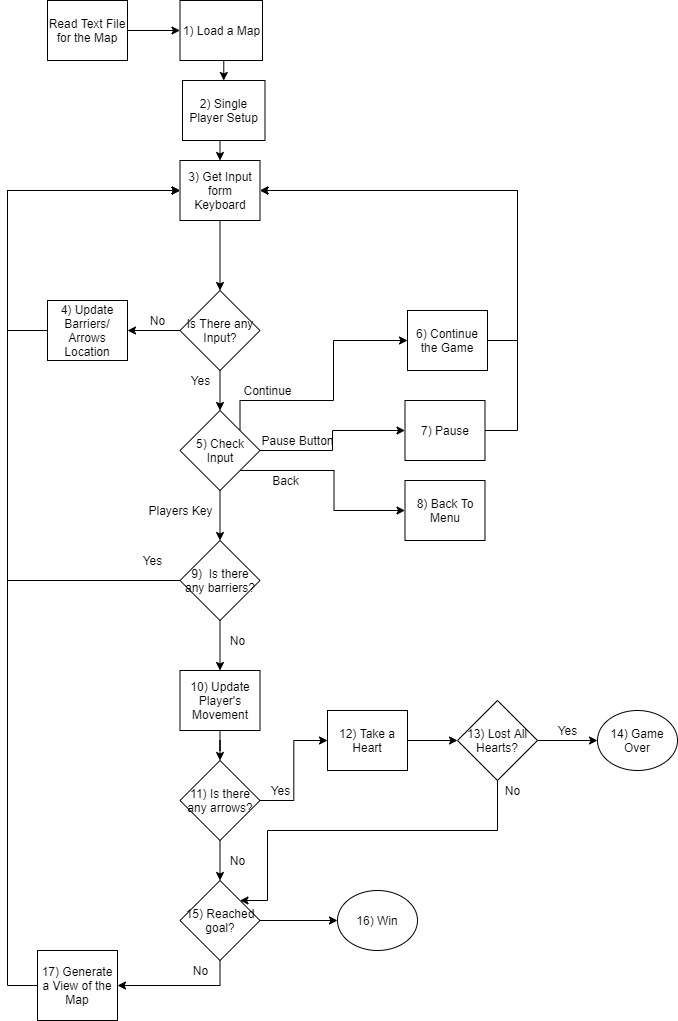 Read Text File
for the Map
1) Load a Map
2) Single
Player Setup
3) Get Input
form
Keyboard
4) Update
Barriers/
Arrows
Location
No
Is There any
Input?
6) Continue
the Game
Yes
Continue
5) Check
Input
Pause Button
7) Pause
Back
8) Back To
Menu
Players Key
Yes
9)  Is there
any barriers?
No
10) Update
Player's
Movement
12) Take a
Heart
13) Lost All
Hearts?
Yes
14) Game
Over
11) Is there
any arrows?
Yes
No
No
15) Reached
goal?
16) Win
No
17) Generate
a View of the
Map